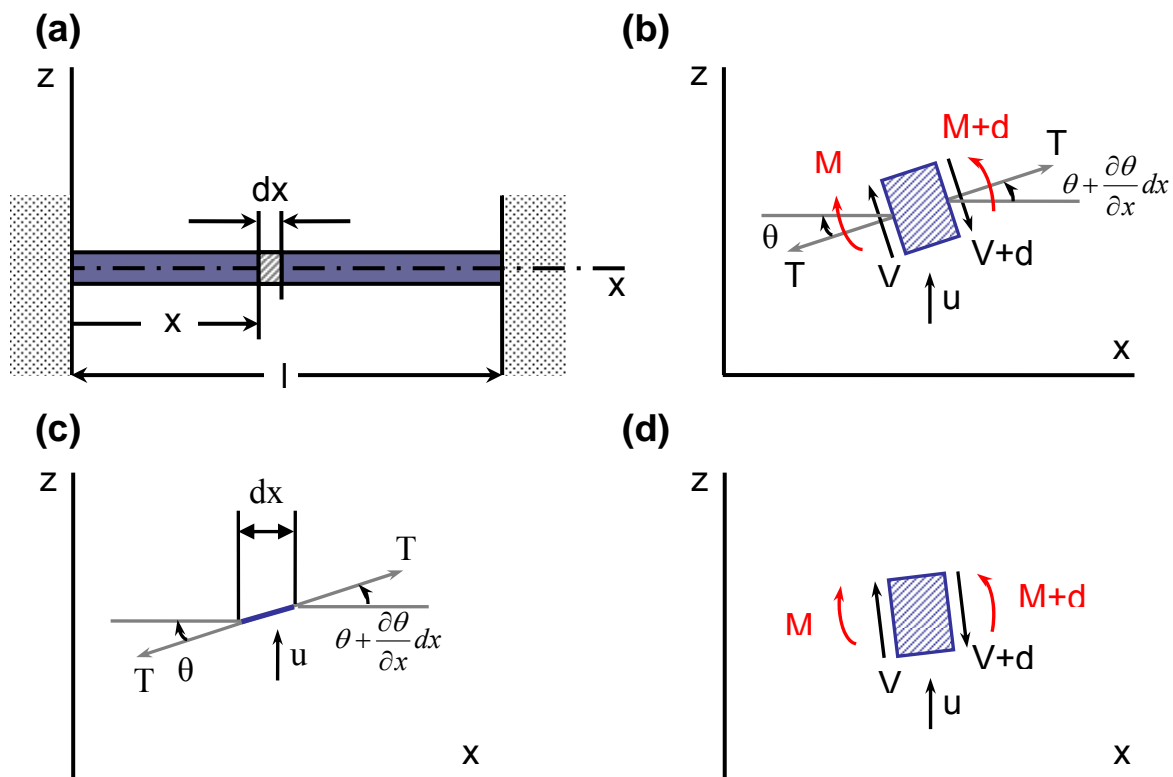 (a)
z
dx
x
x
l
(b)
z
M+d
T
M
θ + ∂θ/∂x dx
θ
T
V
V+d
u
x
(c)
z
dx
T
T
θ
u
θ + ∂θ/∂x dx
x
(d)
z
M
M+d
V
V+d
u
x